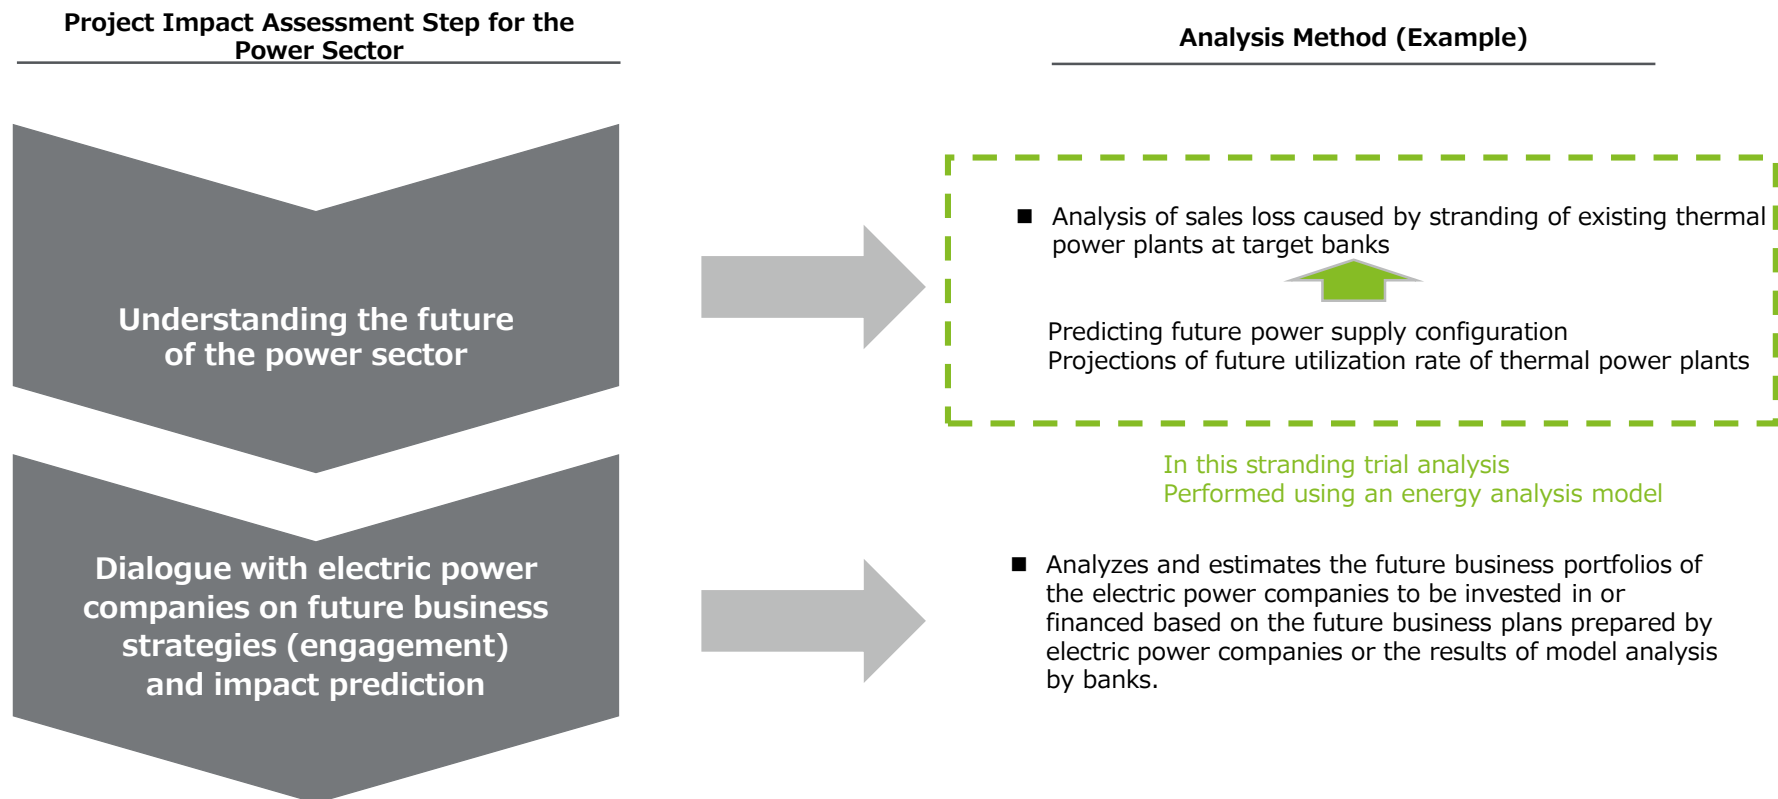 Project Impact Assessment Step for the
Power Sector
Analysis Method (Example)
Understanding the future
of the power sector
■ Analysis of sales loss caused by stranding of existing thermal
power plants at target banks
Predicting future power supply configuration
Projections of future utilization rate of thermal power plants
In this stranding trial analysis
Performed using an energy analysis model
Dialogue with electric power
companies on future business
strategies (engagement)
and impact prediction
■ Analyzes and estimates the future business portfolios of
the electric power companies to be invested in or
financed based on the future business plans prepared by
electric power companies or the results of model analysis
by banks.